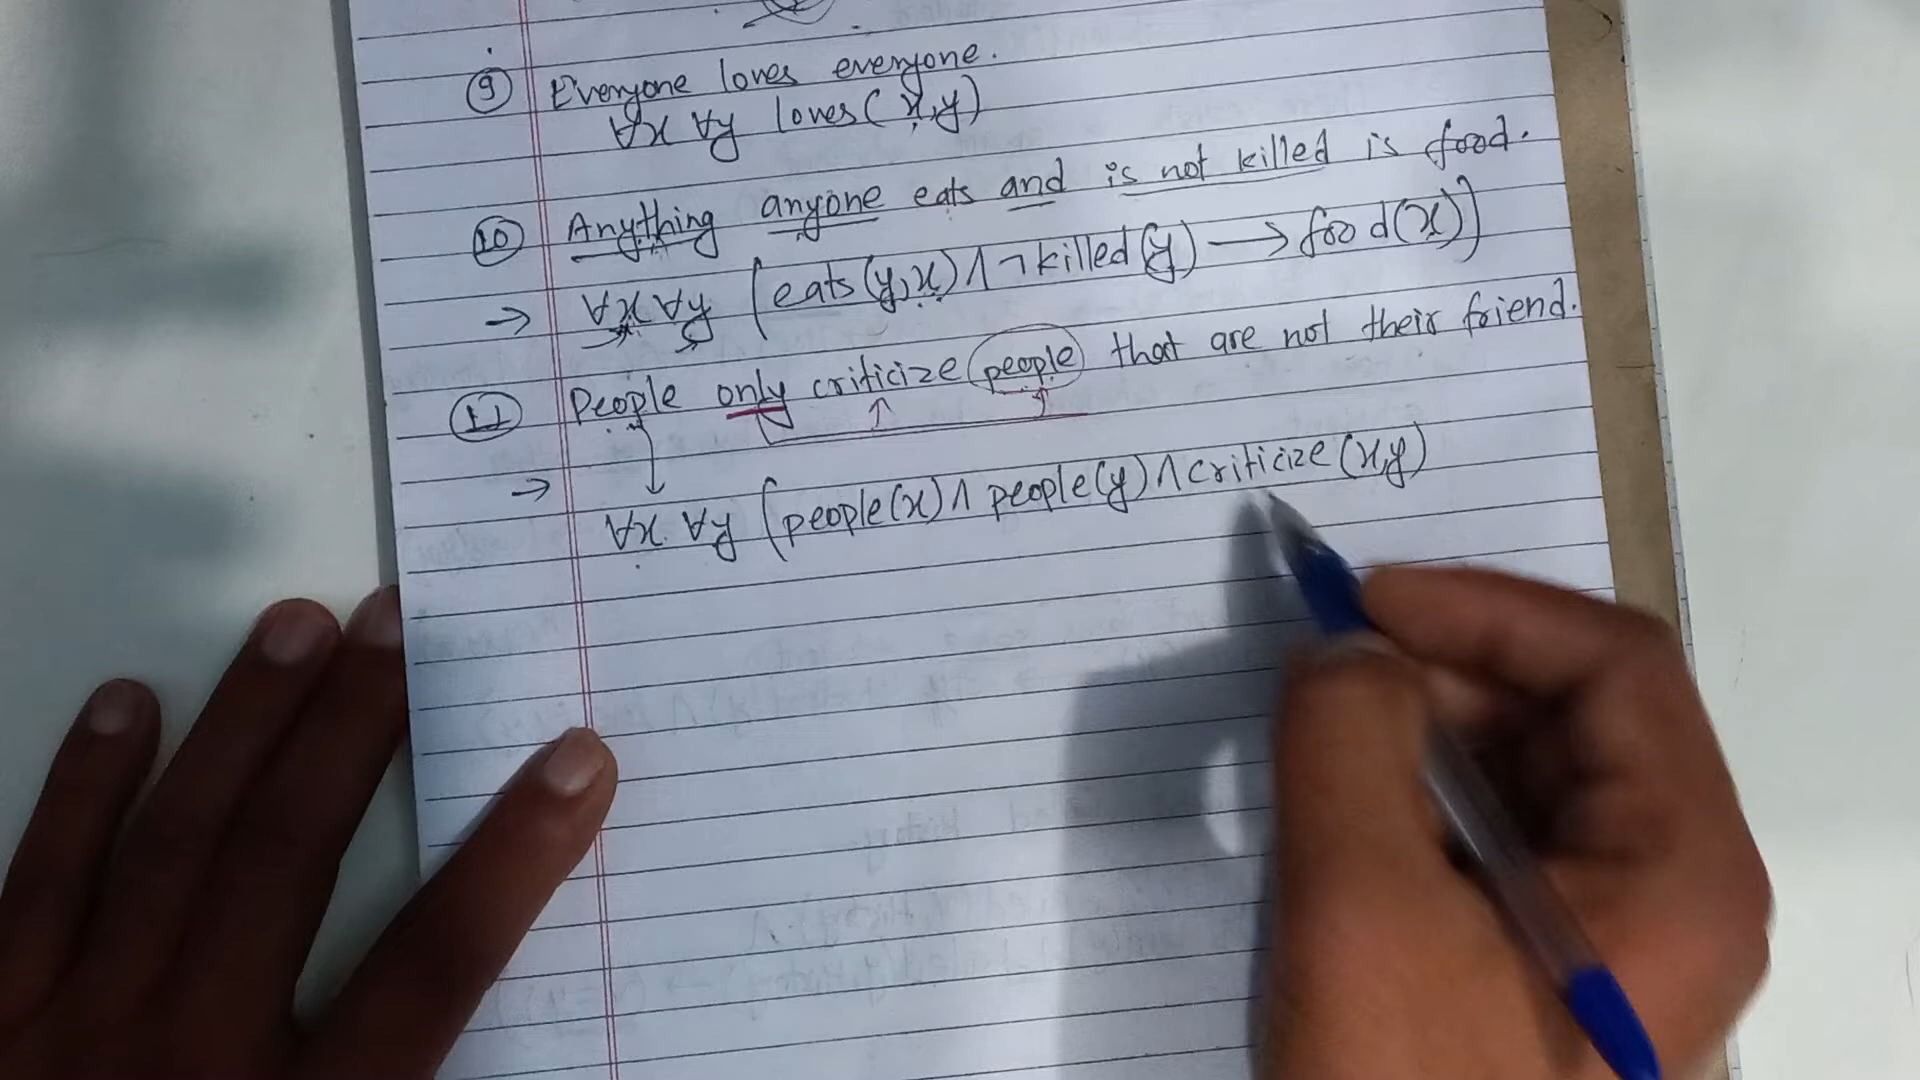 9 Everyone loves everyone.
∀x ∀y loves(x,y)
10 Anything anyone eats and is not killed is food.
→ ∀x ∀y [eats(y,x) ∧ ¬killed(y) → food(x)]
11 People only criticize people that are not their friend.
→ ∀x ∀y (people(x) ∧ people(y) ∧ criticize(x,y)